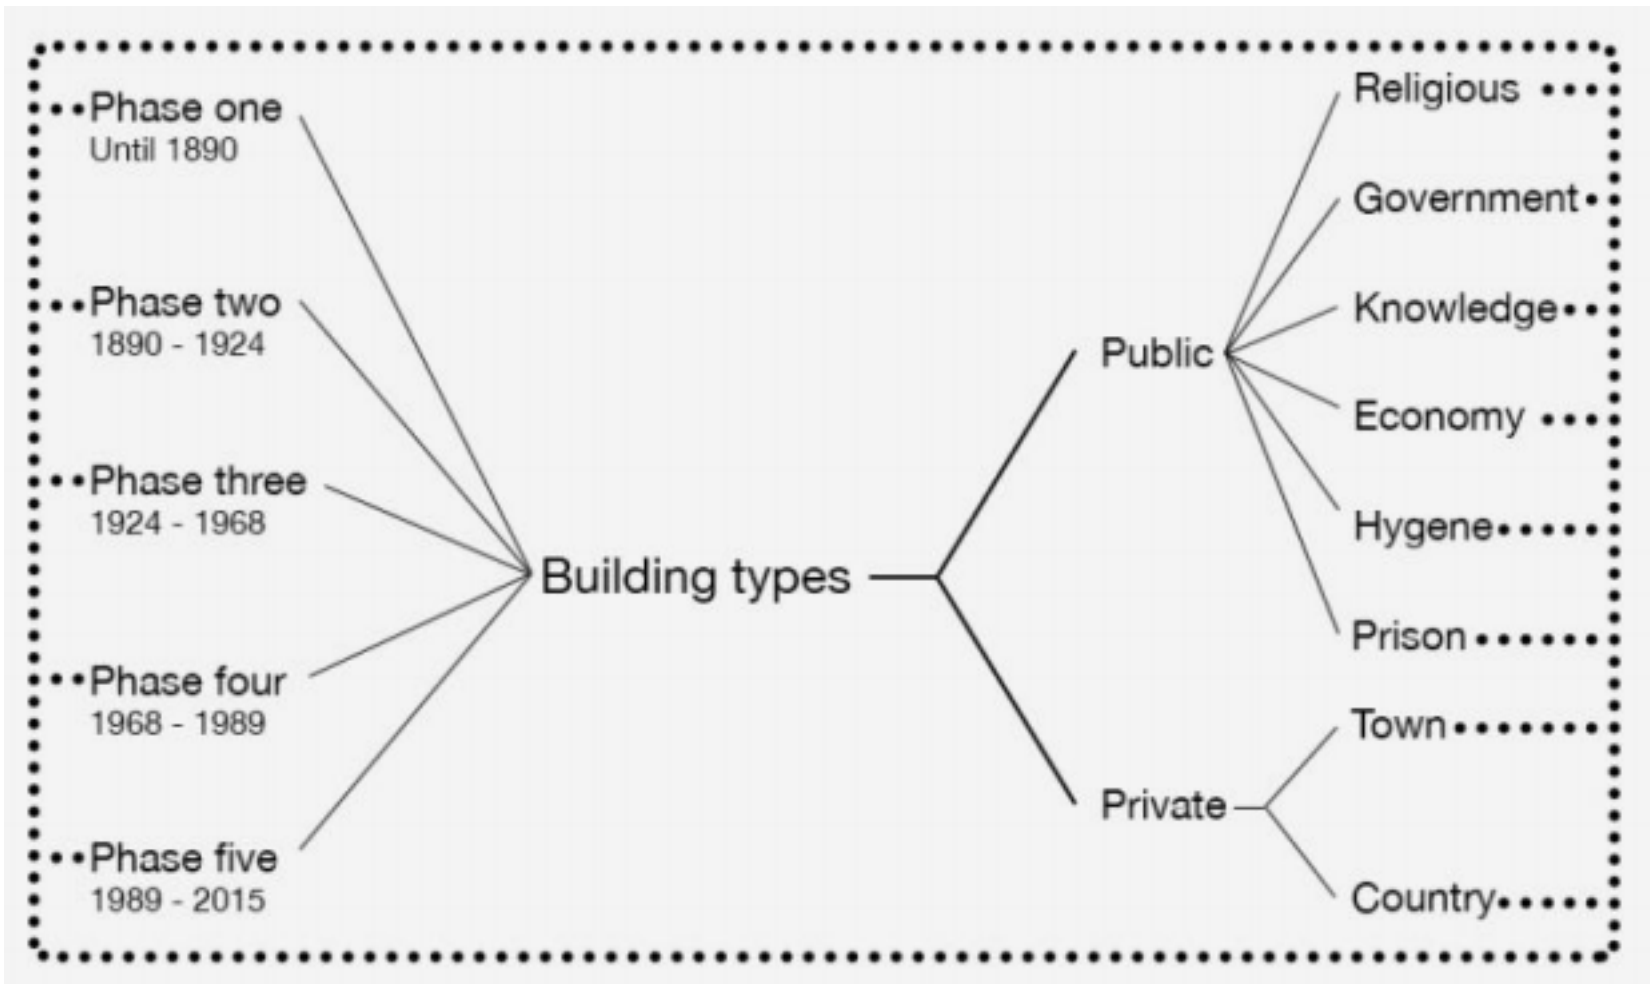 Phase one
Until 1890
Phase two
1890 - 1924
Phase three
1924 - 1968
Phase four
1968 - 1989
Phase five
1989 - 2015
Building types
Public
Private
Religious
Government
Knowledge
Economy
Hygene
Prison
Town
Country